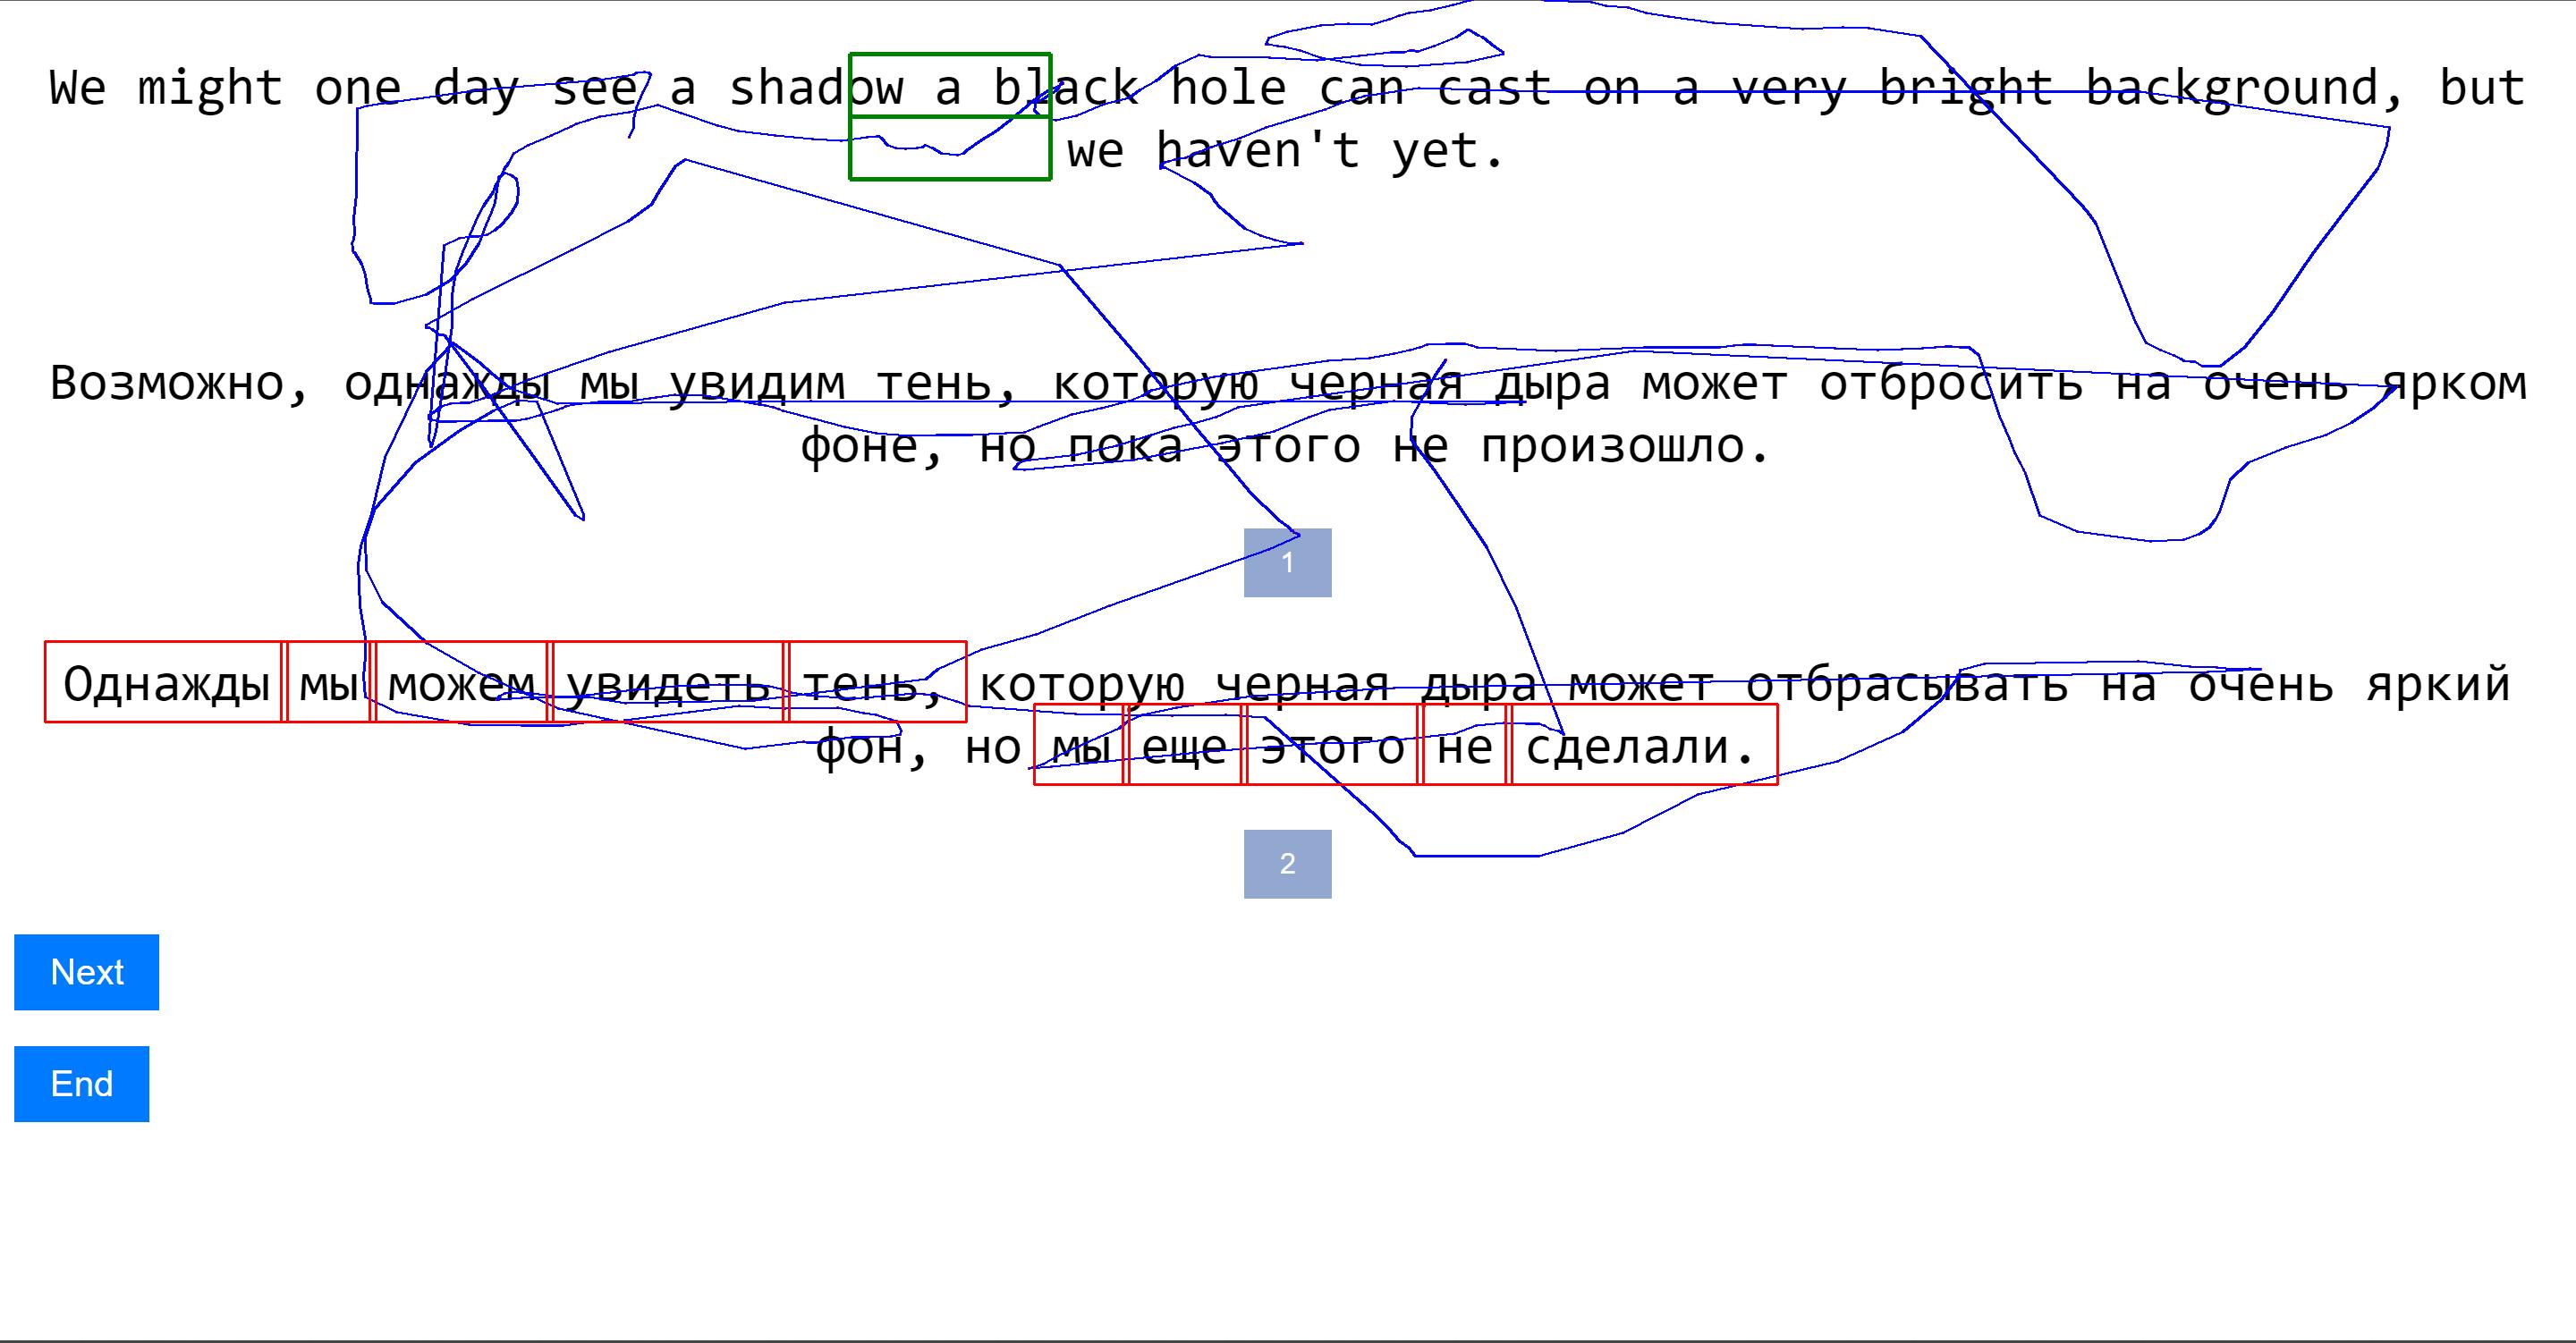 We might one day see a shadow a black hole can cast on a very bright background, but
we haven't yet.
Возможно, однажды мы увидим тень, которую черная дыра может отбросить на очень ярком
фоне, но пока этого не произошло.
1
Однажды мы можем увидеть тень, которую черная дыра может отбрасывать на очень яркий
фон, но мы еще этого не сделали.
2
Next
End